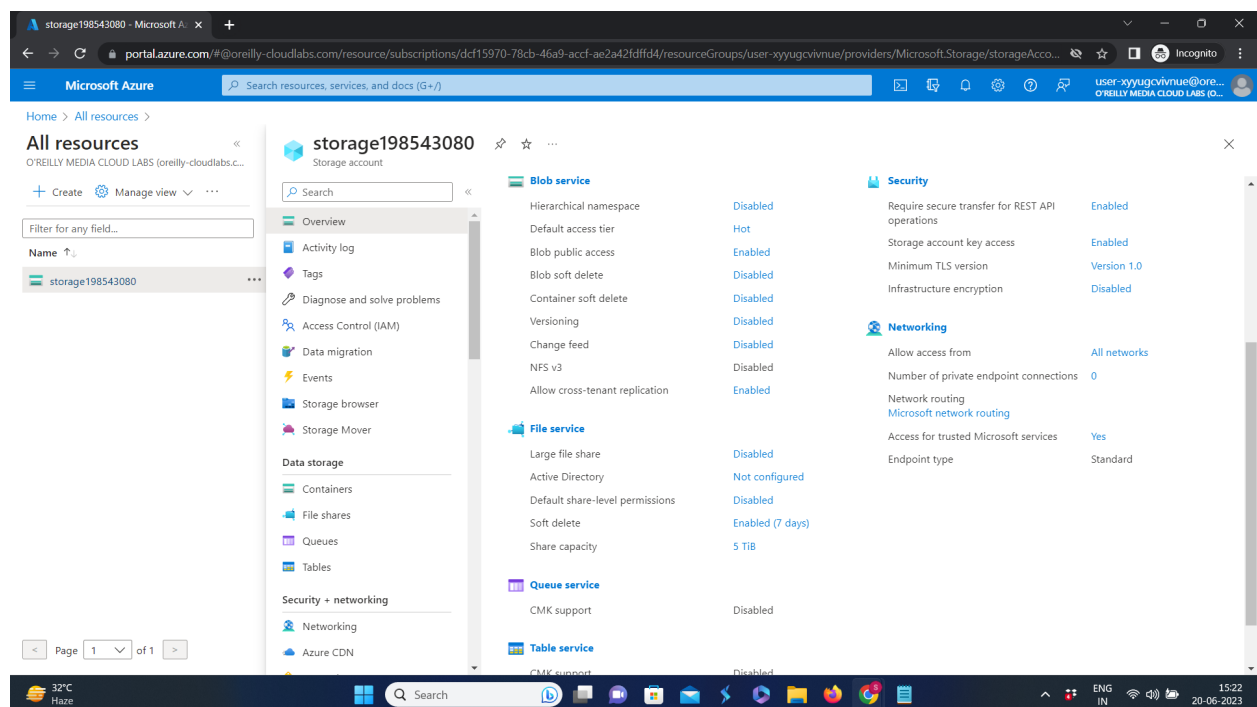 storage198543080 - Microsoft A
portal.azure.com/#@oreilly-cloudlabs.com/resource/subscriptions/dcf15970-78cb-46a9-accf-ae2a42fdffd4/resourceGroups/user-xyyugcvivnue/providers/Microsoft.Storage/storageAcco...
Incognito
Microsoft Azure
Search resources, services, and docs (G+/)
user-xyyugcvivnue@ore...
O'REILLY MEDIA CLOUD LABS (O...
Home > All resources >
All resources
O'REILLY MEDIA CLOUD LABS (oreilly-cloudlabs.c...
Create Manage view ...
Filter for any field...
Name
storage198543080 ...
< Page 1 of 1 >
storage198543080 ...
Storage account
Search
Overview
Activity log
Tags
Diagnose and solve problems
Access Control (IAM)
Data migration
Events
Storage browser
Storage Mover
Data storage
Containers
File shares
Queues
Tables
Security + networking
Networking
Azure CDN
Blob service
Hierarchical namespace Disabled
Default access tier Hot
Blob public access Enabled
Blob soft delete Disabled
Container soft delete Disabled
Versioning Disabled
Change feed Disabled
NFS v3 Disabled
Allow cross-tenant replication Enabled
File service
Large file share Disabled
Active Directory Not configured
Default share-level permissions Disabled
Soft delete Enabled (7 days)
Share capacity 5 TiB
Queue service
CMK support Disabled
Table service
CMK support Disabled
Security
Require secure transfer for REST API Enabled
operations
Storage account key access Enabled
Minimum TLS version Version 1.0
Infrastructure encryption Disabled
Networking
Allow access from All networks
Number of private endpoint connections 0
Network routing
Microsoft network routing
Access for trusted Microsoft services Yes
Endpoint type Standard
32°C
Haze
Search
ENG
IN
15:22
20-06-2023